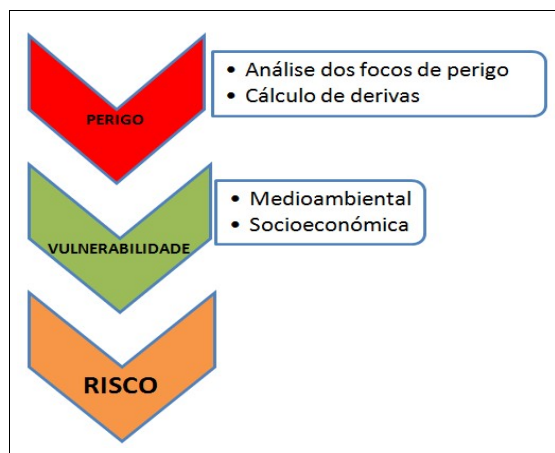 • Análise dos focos de perigo
• Cálculo de derivas
PERIGO
• Medioambiental
• Socioeconómica
VULNERABILIDADE
RISCO